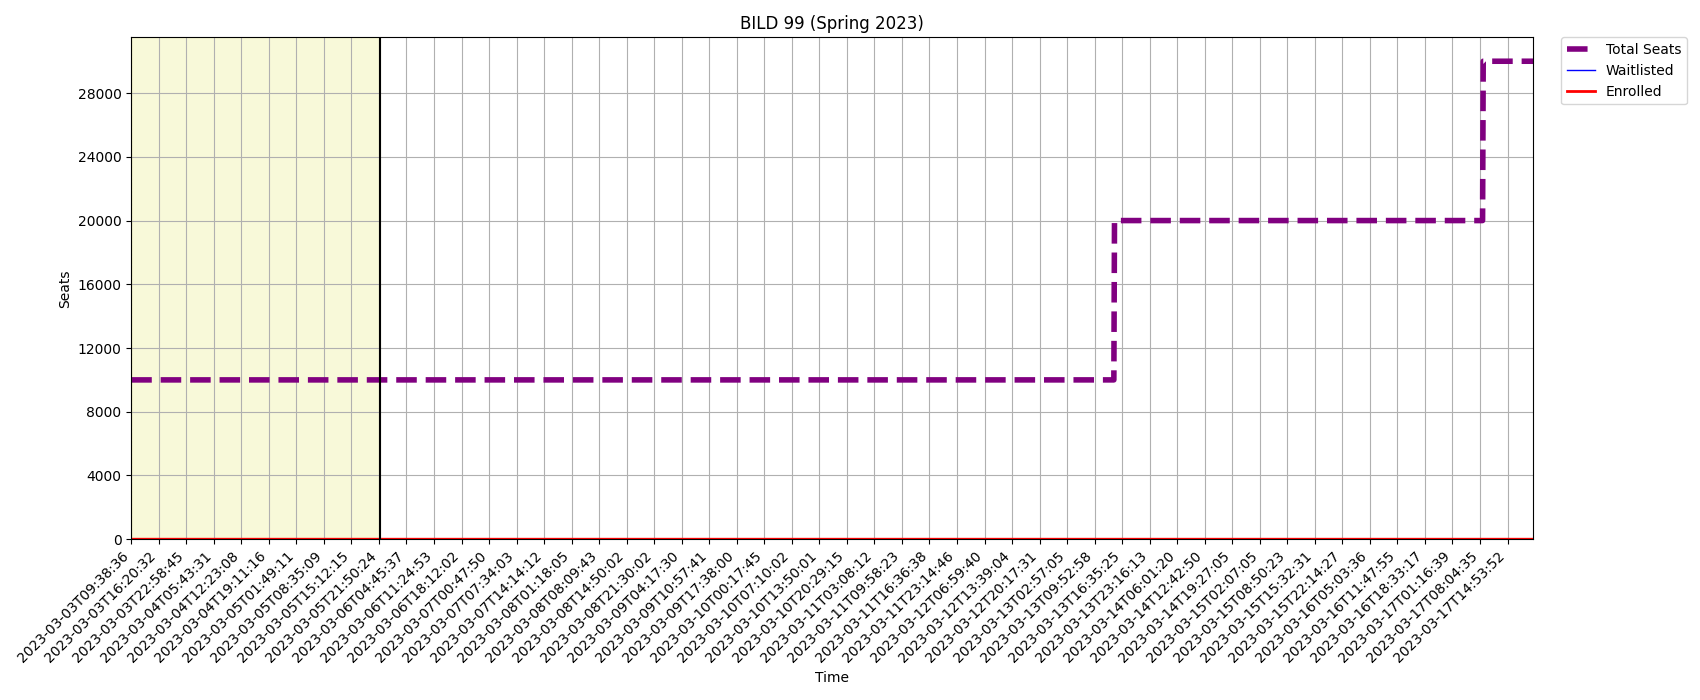 BILD 99 (Spring 2023)
Total Seats
Waitlisted
Enrolled
Seats
28000
24000
20000
16000
12000
8000
4000
0
2023-03-03T09:38:36
2023-03-03T16:20:32
2023-03-03T22:58:45
2023-03-04T05:43:31
2023-03-04T12:23:08
2023-03-04T19:11:16
2023-03-05T01:49:11
2023-03-05T08:35:09
2023-03-05T15:12:15
2023-03-05T21:50:24
2023-03-06T04:45:37
2023-03-06T11:24:53
2023-03-06T18:12:02
2023-03-07T00:47:50
2023-03-07T07:34:03
2023-03-07T14:14:12
2023-03-08T01:18:05
2023-03-08T08:09:43
2023-03-08T14:50:02
2023-03-08T21:30:02
2023-03-09T04:17:30
2023-03-09T10:57:41
2023-03-09T17:38:00
2023-03-10T00:17:45
2023-03-10T07:10:02
2023-03-10T13:50:01
2023-03-10T20:29:15
2023-03-11T03:08:12
2023-03-11T09:58:23
2023-03-11T16:36:38
2023-03-11T23:14:46
2023-03-12T06:59:40
2023-03-12T13:39:04
2023-03-12T20:17:31
2023-03-13T02:57:05
2023-03-13T09:52:58
2023-03-13T16:35:25
2023-03-13T23:16:13
2023-03-14T06:01:20
2023-03-14T12:42:50
2023-03-14T19:27:05
2023-03-15T02:07:05
2023-03-15T08:50:23
2023-03-15T15:32:31
2023-03-15T22:14:27
2023-03-16T05:03:36
2023-03-16T11:47:55
2023-03-16T18:33:17
2023-03-17T01:16:39
2023-03-17T08:04:35
2023-03-17T14:53:52
Time